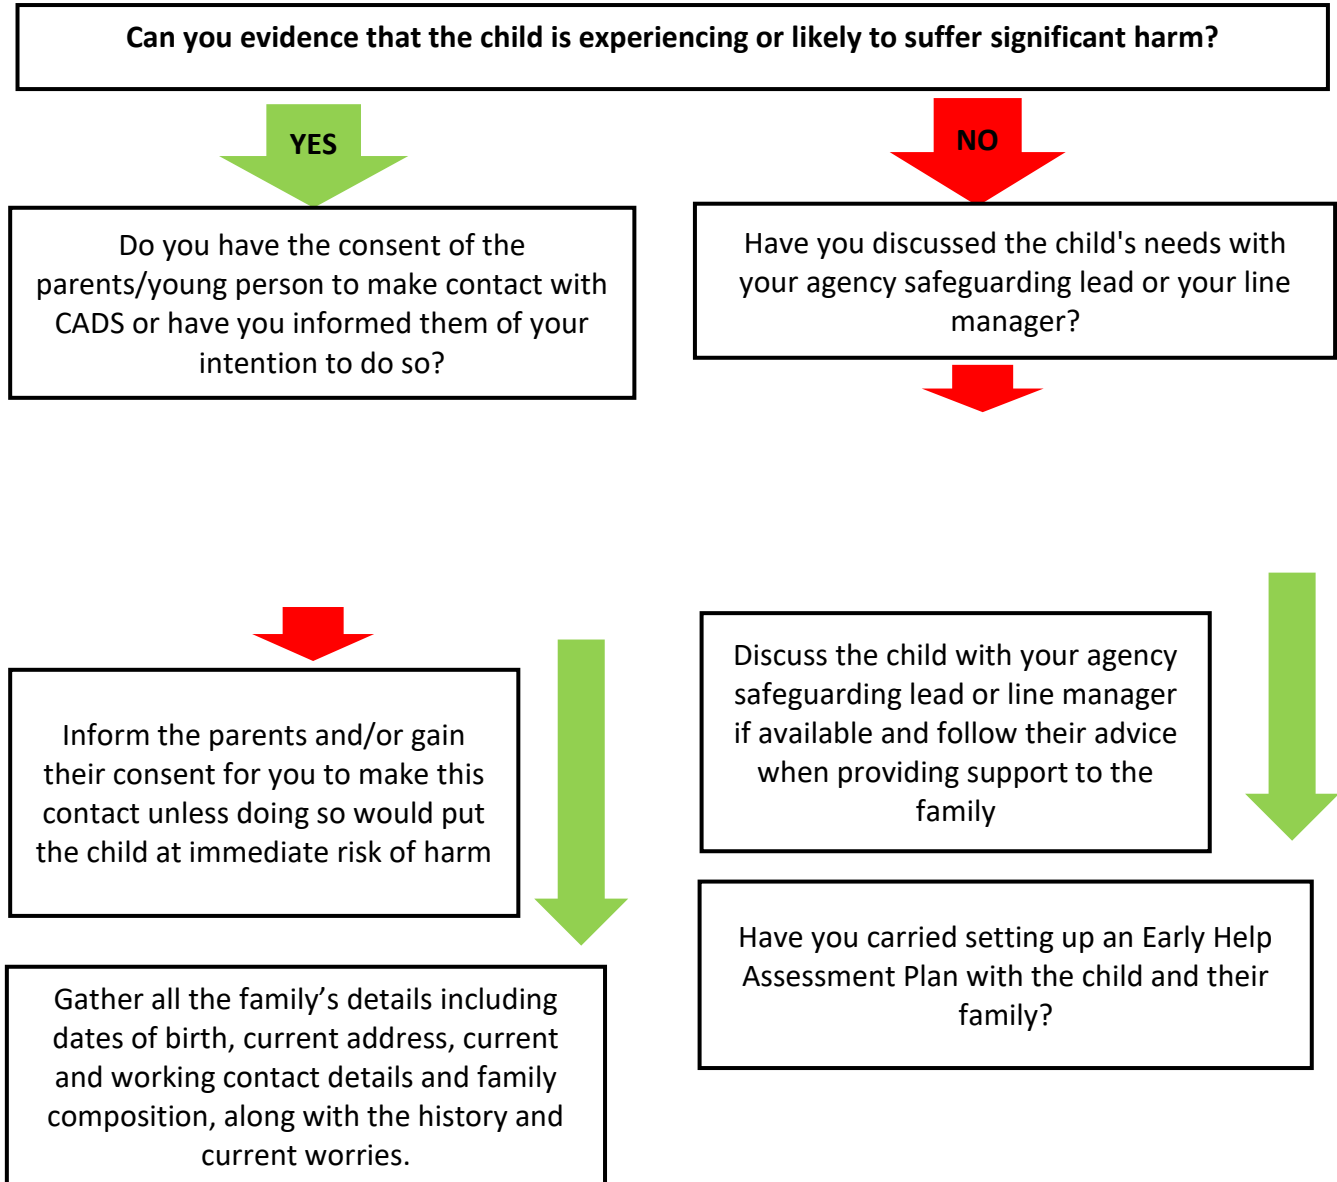 Can you evidence that the child is experiencing or likely to suffer significant harm?
YES
NO
Do you have the consent of the
parents/young person to make contact with
CADS or have you informed them of your
intention to do so?
Have you discussed the child's needs with
your agency safeguarding lead or your line
manager?
Inform the parents and/or gain
their consent for you to make this
contact unless doing so would put
the child at immediate risk of harm
Discuss the child with your agency
safeguarding lead or line manager
if available and follow their advice
when providing support to the
family
Gather all the family’s details including
dates of birth, current address, current
and working contact details and family
composition, along with the history and
current worries.
Have you carried setting up an Early Help
Assessment Plan with the child and their
family?